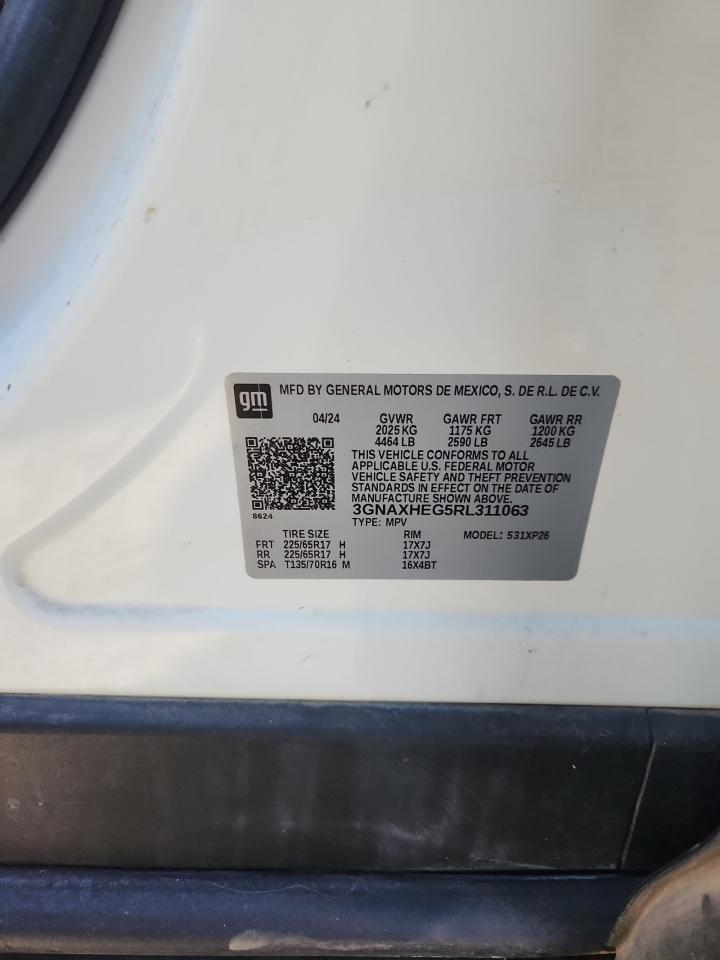 gm MFD BY GENERAL MOTORS DE MEXICO, S. DE R.L. DE C.V.
04/24 GVWR GAWR FRT GAWR RR
2025 KG 1175 KG 1200 KG
4464 LB 2590 LB 2645 LB
THIS VEHICLE CONFORMS TO ALL
APPLICABLE U.S. FEDERAL MOTOR
VEHICLE SAFETY AND THEFT PREVENTION
STANDARDS IN EFFECT ON THE DATE OF
MANUFACTURE SHOWN ABOVE.
8624 3GNAXHEG5RL311063
TYPE: MPV MODEL: 531XP26
TIRE SIZE RIM
FRT 225/65R17 H 17X7J
RR 225/65R17 H 17X7J
SPA T135/70R16 M 16X4BT